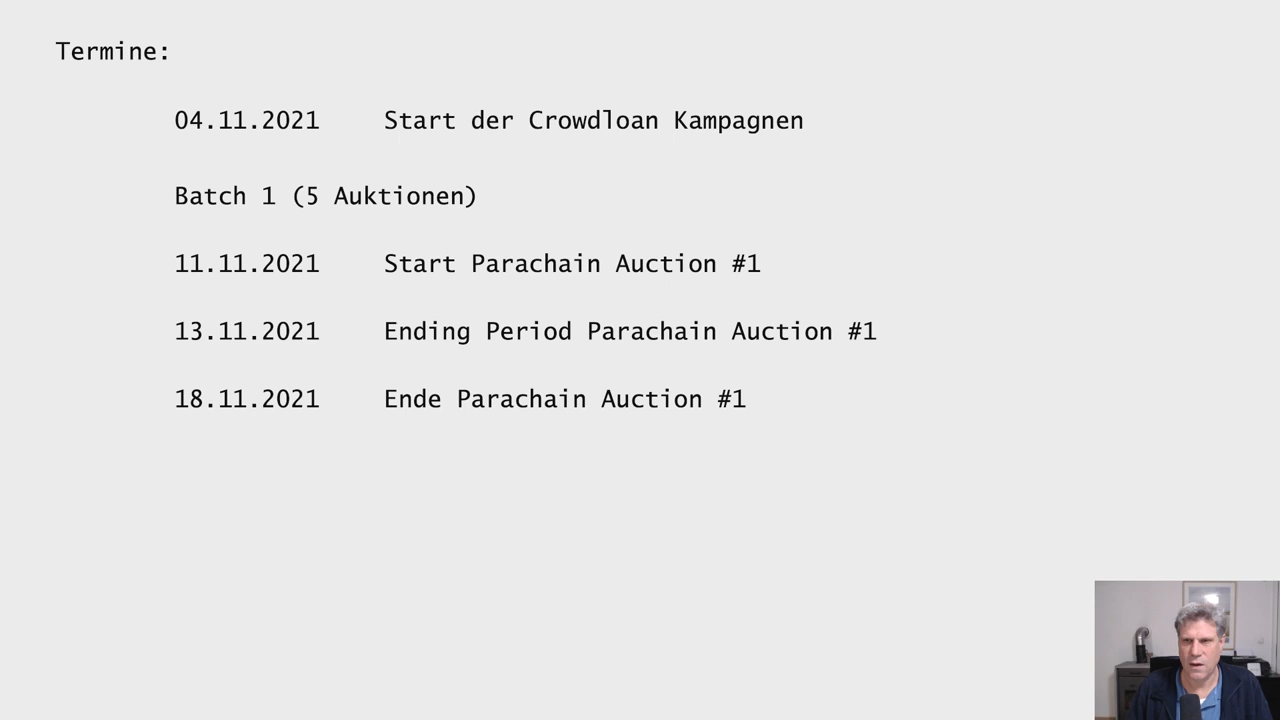 Termine:
04.11.2021 Start der Crowdloan Kampagnen
Batch 1 (5 Auktionen)
11.11.2021 Start Parachain Auction #1
13.11.2021 Ending Period Parachain Auction #1
18.11.2021 Ende Parachain Auction #1